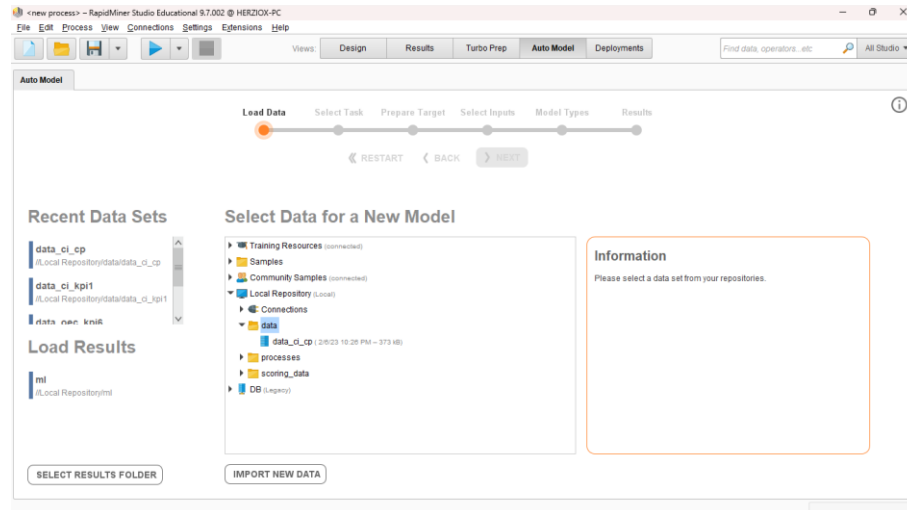 <new process> – RapidMiner Studio Educational 9.7.002 @ HERZIOX-PC
File Edit Process View Connections Settings Extensions Help
Views: Design Results Turbo Prep Auto Model Deployments Find data, operators...etc All Studio
Auto Model
Load Data Select Task Prepare Target Select Inputs Model Types Results
RESTART BACK NEXT
Recent Data Sets
data_ci_cp
//Local Repository/data/data_ci_cp
data_ci_kpi1
//Local Repository/data/data_ci_kpi1
data_oec_kpi6
Load Results
ml
//Local Repository/ml
SELECT RESULTS FOLDER
Select Data for a New Model
Training Resources (connected)
Samples
Community Samples (connected)
Local Repository (Local)
Connections
data
data_ci_cp ( 2/6/23 10:26 PM – 373 kB)
processes
scoring_data
DB (Legacy)
IMPORT NEW DATA
Information
Please select a data set from your repositories.